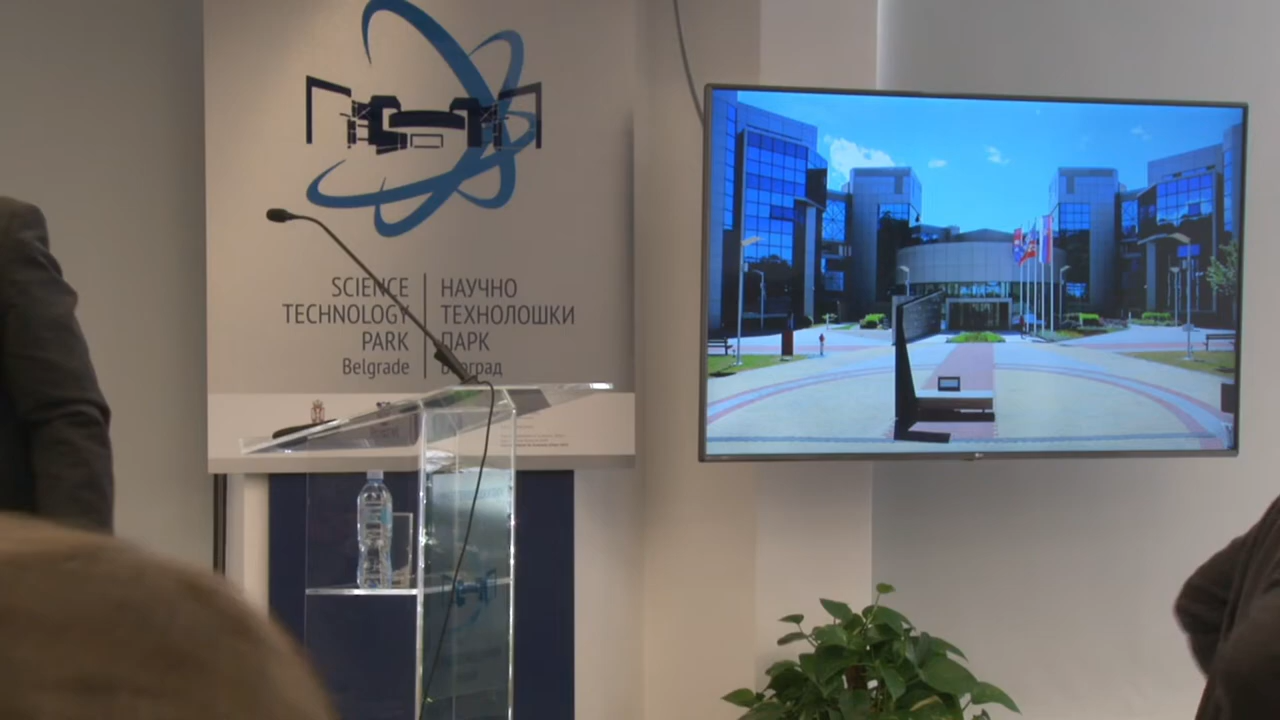 SCIENCE
TECHNOLOGY
PARK
Belgrade
НАУЧНО
ТЕХНОЛОШКИ
ПАРК
Београд